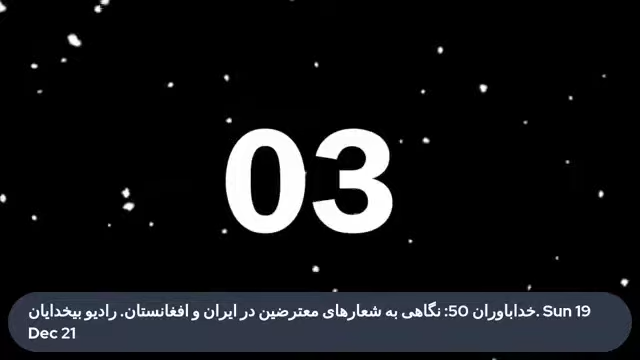 03
خداباوران 50: نگاهی به شعارهای معترضین در ایران و افغانستان. رادیو بیخدایان. Sun 19
Dec 21